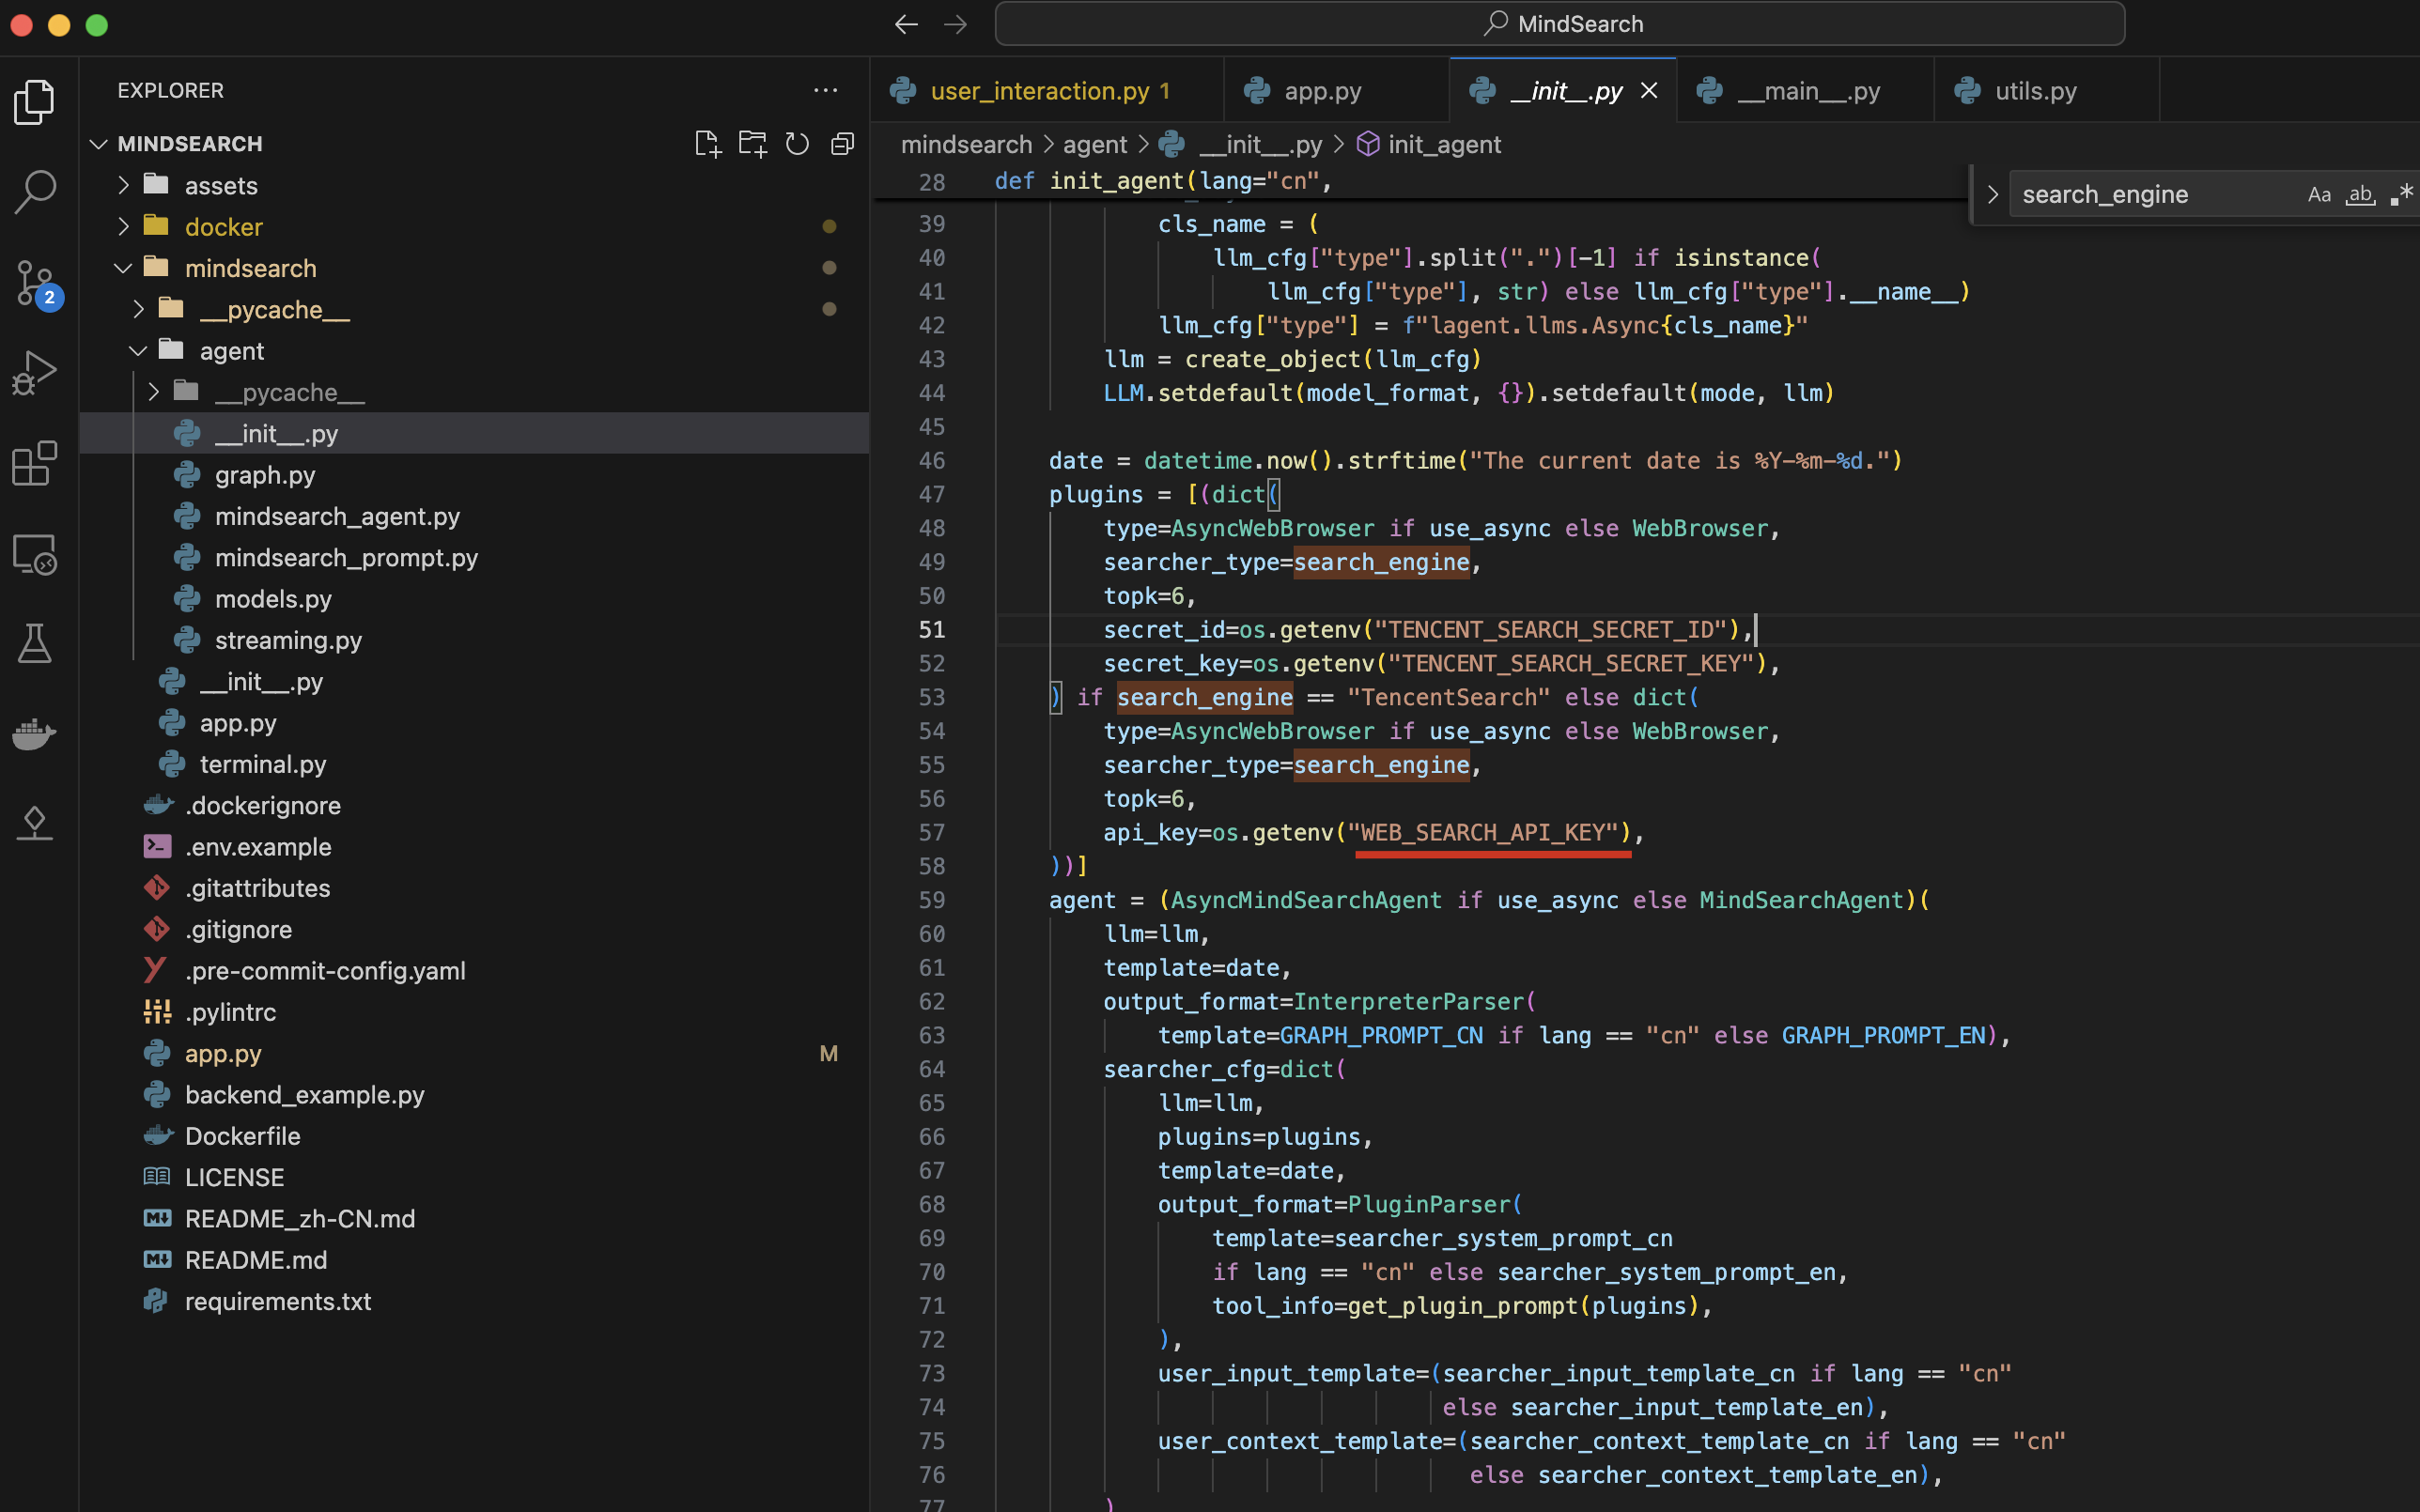 MindSearch
EXPLORER
MINDSEARCH
assets
docker
mindsearch
__pycache__
agent
__pycache__
__init__.py
graph.py
mindsearch_agent.py
mindsearch_prompt.py
models.py
streaming.py
__init__.py
app.py
terminal.py
.dockerignore
.env.example
.gitattributes
.gitignore
.pre-commit-config.yaml
.pylintrc
app.py M
backend_example.py
Dockerfile
LICENSE
README_zh-CN.md
README.md
requirements.txt
2
user_interaction.py 1
app.py
__init__.py
__main__.py
utils.py
mindsearch > agent > __init__.py > init_agent
search_engine Aa ab .*
28 def init_agent(lang="cn",
39 cls_name = (
40 llm_cfg["type"].split(".")[-1] if isinstance(
41 llm_cfg["type"], str) else llm_cfg["type"].__name__)
42 llm_cfg["type"] = f"lagent.llms.Async{cls_name}"
43 llm = create_object(llm_cfg)
44 LLM.setdefault(model_format, {}).setdefault(mode, llm)
45
46 date = datetime.now().strftime("The current date is %Y-%m-%d.")
47 plugins = [(dict(
48 type=AsyncWebBrowser if use_async else WebBrowser,
49 searcher_type=search_engine,
50 topk=6,
51 secret_id=os.getenv("TENCENT_SEARCH_SECRET_ID"),
52 secret_key=os.getenv("TENCENT_SEARCH_SECRET_KEY"),
53 ) if search_engine == "TencentSearch" else dict(
54 type=AsyncWebBrowser if use_async else WebBrowser,
55 searcher_type=search_engine,
56 topk=6,
57 api_key=os.getenv("WEB_SEARCH_API_KEY"),
58 ))]
59 agent = (AsyncMindSearchAgent if use_async else MindSearchAgent)(
60 llm=llm,
61 template=date,
62 output_format=InterpreterParser(
63 template=GRAPH_PROMPT_CN if lang == "cn" else GRAPH_PROMPT_EN),
64 searcher_cfg=dict(
65 llm=llm,
66 plugins=plugins,
67 template=date,
68 output_format=PluginParser(
69 template=searcher_system_prompt_cn
70 if lang == "cn" else searcher_system_prompt_en,
71 tool_info=get_plugin_prompt(plugins),
72 ),
73 user_input_template=(searcher_input_template_cn if lang == "cn"
74 else searcher_input_template_en),
75 user_context_template=(searcher_context_template_cn if lang == "cn"
76 else searcher_context_template_en),
77 )